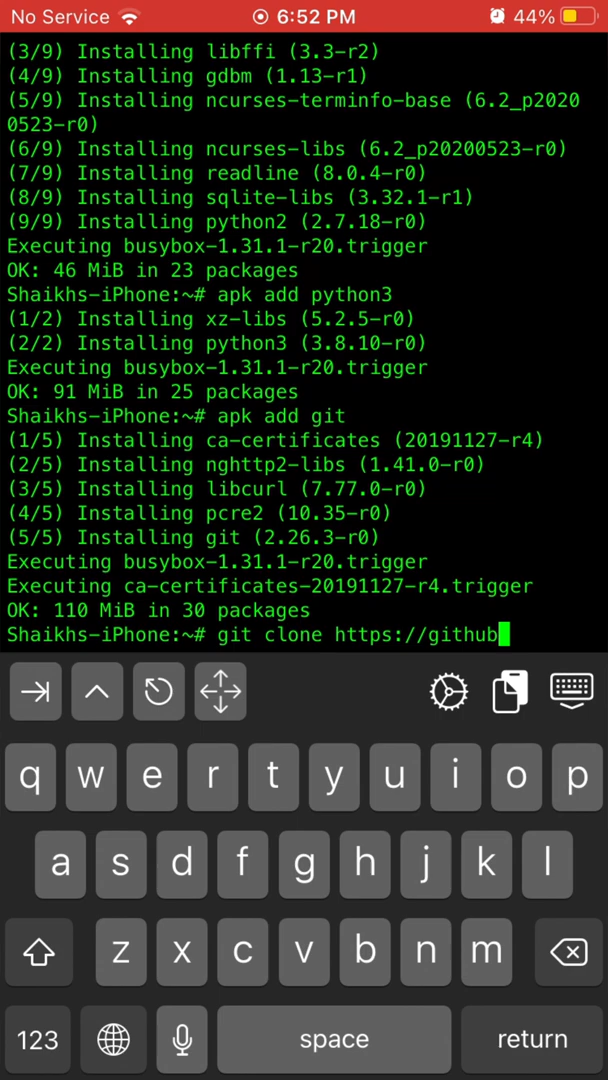 No Service 6:52 PM 44%
(3/9) Installing libffi (3.3-r2)
(4/9) Installing gdbm (1.13-r1)
(5/9) Installing ncurses-terminfo-base (6.2_p2020
0523-r0)
(6/9) Installing ncurses-libs (6.2_p20200523-r0)
(7/9) Installing readline (8.0.4-r0)
(8/9) Installing sqlite-libs (3.32.1-r1)
(9/9) Installing python2 (2.7.18-r0)
Executing busybox-1.31.1-r20.trigger
OK: 46 MiB in 23 packages
Shaikhs-iPhone:~# apk add python3
(1/2) Installing xz-libs (5.2.5-r0)
(2/2) Installing python3 (3.8.10-r0)
Executing busybox-1.31.1-r20.trigger
OK: 91 MiB in 25 packages
Shaikhs-iPhone:~# apk add git
(1/5) Installing ca-certificates (20191127-r4)
(2/5) Installing nghttp2-libs (1.41.0-r0)
(3/5) Installing libcurl (7.77.0-r0)
(4/5) Installing pcre2 (10.35-r0)
(5/5) Installing git (2.26.3-r0)
Executing busybox-1.31.1-r20.trigger
Executing ca-certificates-20191127-r4.trigger
OK: 110 MiB in 30 packages
Shaikhs-iPhone:~# git clone https://github
q w e r t y u i o p
a s d f g h j k l
z x c v b n m
123 space return